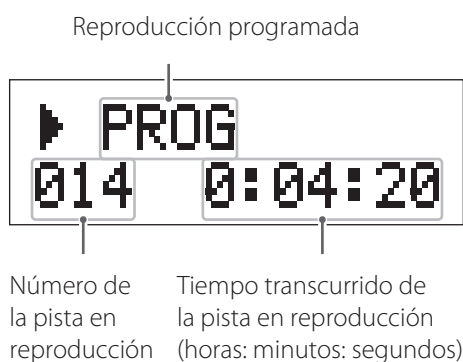 Reproducción programada
PROG
014 0:04:20
Número de
la pista en
reproducción
Tiempo transcurrido de
la pista en reproducción
(horas: minutos: segundos)